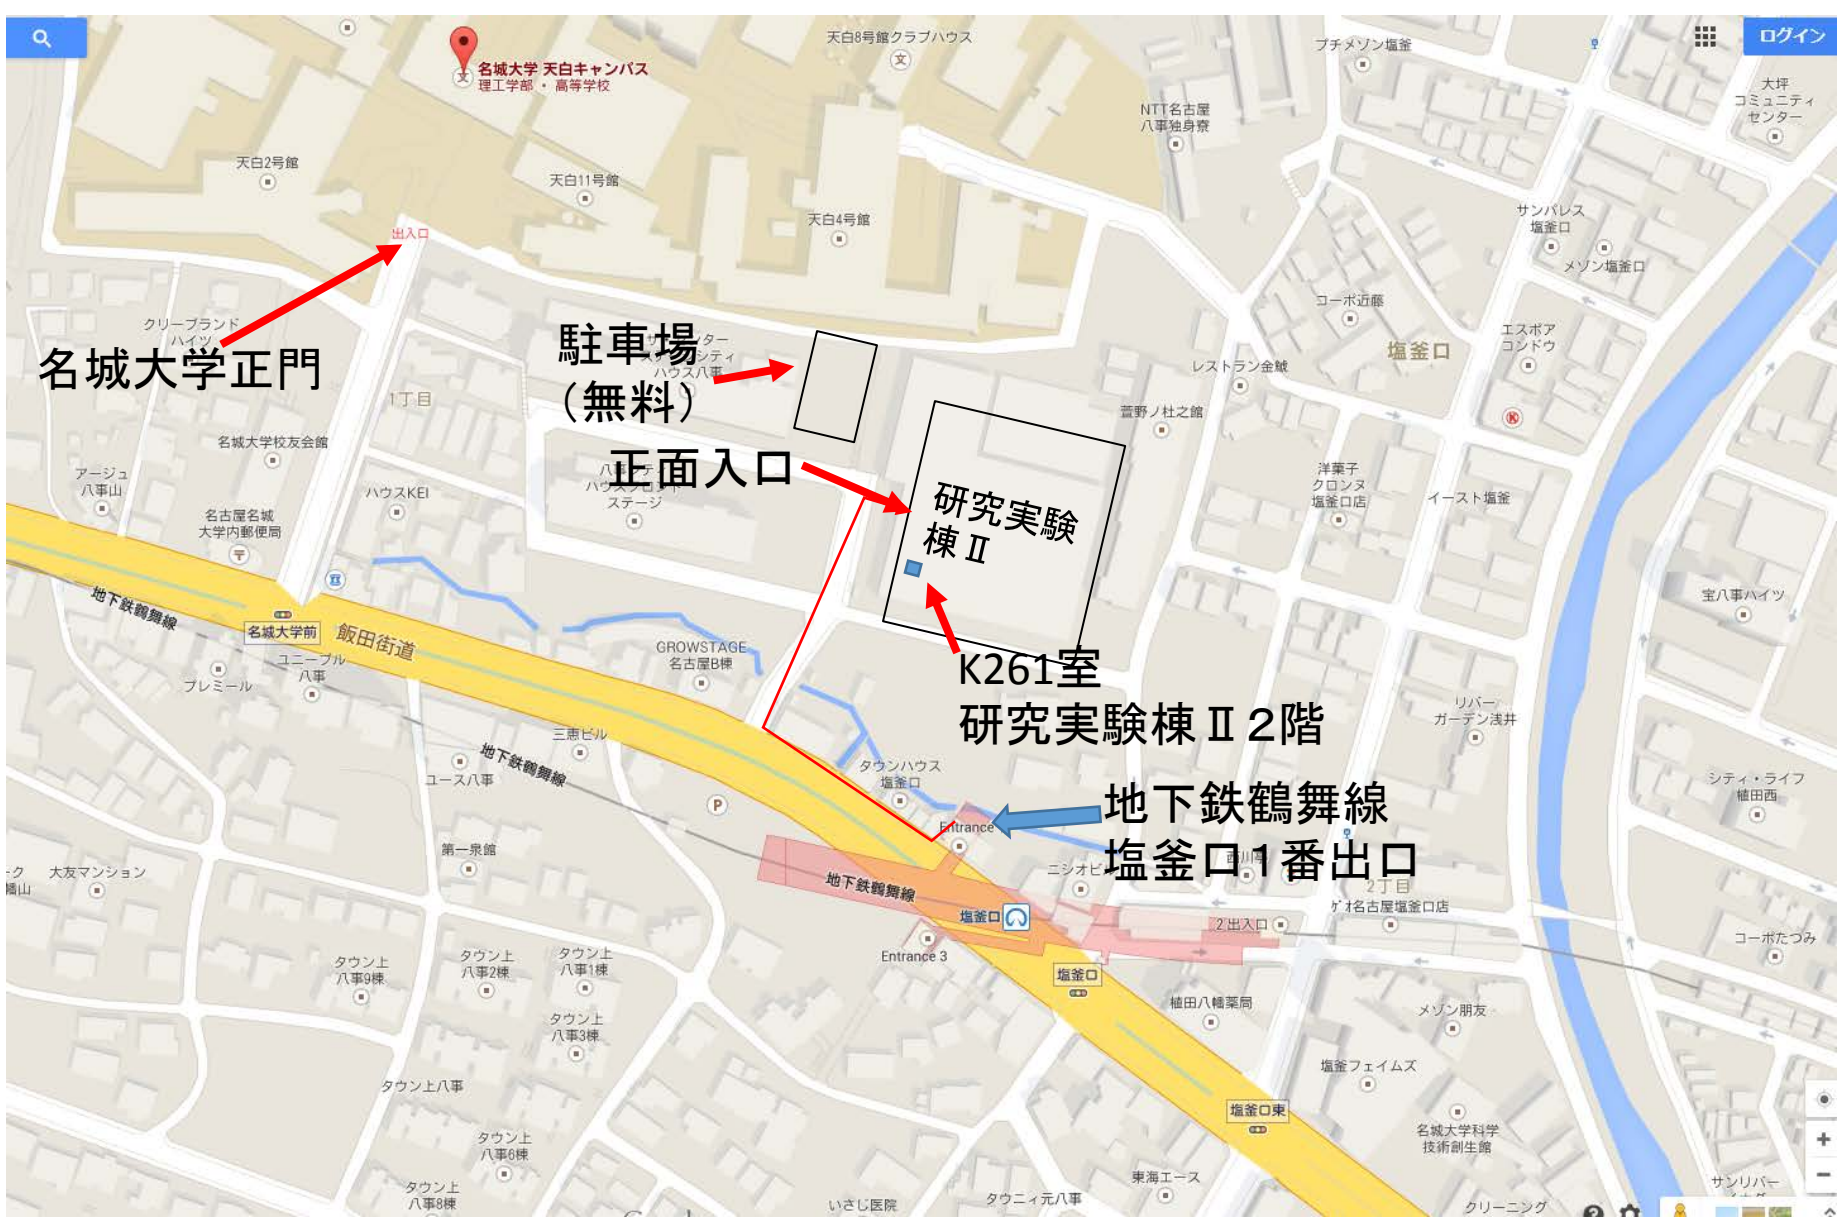 ログイン
名城大学 天白キャンパス
理工学部 ・ 高等学校
天白8号館クラブハウス
プチメゾン塩釜
大坪
コミュニティ
センター
NTT名古屋
八事独身寮
天白2号館
天白11号館
天白4号館
サンパレス
塩釜口
メゾン塩釜口
出入口
クリーブランド
ハイツ
名城大学正門
駐車場
（無料）
ハウス八事
コーポ近藤
塩釜口
エスポア
コンドウ
レストラン金鯱
1丁目
萱野ノ杜之館
名城大学校友会館
正面入口
ステージ
アージュ
八事山
ハウスKEI
名古屋名城
大学内郵便局
研究実験
棟Ⅱ
洋菓子
クロンヌ
塩釜口店
イースト塩釜
地下鉄鶴舞線
名城大学前
飯田街道
ユニーブル
八事
プレミール
GROWSTAGE
名古屋B棟
K261室
研究実験棟Ⅱ２階
宝八事ハイツ
リバー
ガーデン浅井
三恵ビル
地下鉄鶴舞線
ユース八事
P
タウンハウス
塩釜口
地下鉄鶴舞線
塩釜口１番出口
Entrance
シティ・ライフ
植田西
第一泉館
大友マンション
地下鉄鶴舞線
ニシオビル
2丁目
ゲオ名古屋塩釜口店
塩釜口
2出入口
Entrance 3
塩釜口
コーポたつみ
タウン上
八事9棟
タウン上
八事2棟
タウン上
八事1棟
タウン上
八事3棟
植田八幡薬局
メゾン朋友
塩釜フェイムズ
タウン上八事
塩釜口東
名城大学科学
技術創生館
タウン上
八事6棟
タウン上
八事8棟
東海エース
いさじ医院
タウニィ元八事
サンリバー
クリーニング